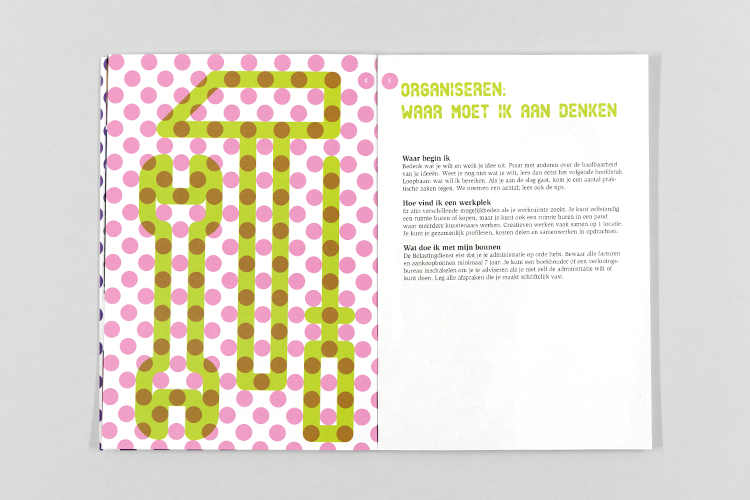 4
5
ORGANISEREN:
WAAR MOET IK AAN DENKEN
Waar begin ik
Bedenk wat je wilt en werk je idee uit. Praat met anderen over de haalbaarheid
van je ideeën. Weet je nog niet wat je wilt, lees dan eerst het volgende hoofdstuk
Loopbaan: wat wil ik bereiken. Als je aan de slag gaat, kom je een aantal prak-
tische zaken tegen. We noemen een aantal; lees ook de tips.
Hoe vind ik een werkplek
Er zijn verschillende mogelijkheden als je werkruimte zoekt. Je kunt zelfstandig
een ruimte huren of kopen, maar je kunt ook een ruimte huren in een pand
waar meerdere kunstenaars werken. Creatieven werken vaak samen op 1 locatie.
Je kunt je gezamenlijk profileren, kosten delen en samenwerken in opdrachten.
Wat doe ik met mijn bonnen
De Belastingdienst eist dat je je administratie op orde hebt. Bewaar alle facturen
en aankoopbonnen minimaal 7 jaar. Je kunt een boekhouder of een verlonings-
bureau inschakelen om je te adviseren als je niet zelf de administratie wilt of
kunt doen. Leg alle afspraken die je maakt schriftelijk vast.